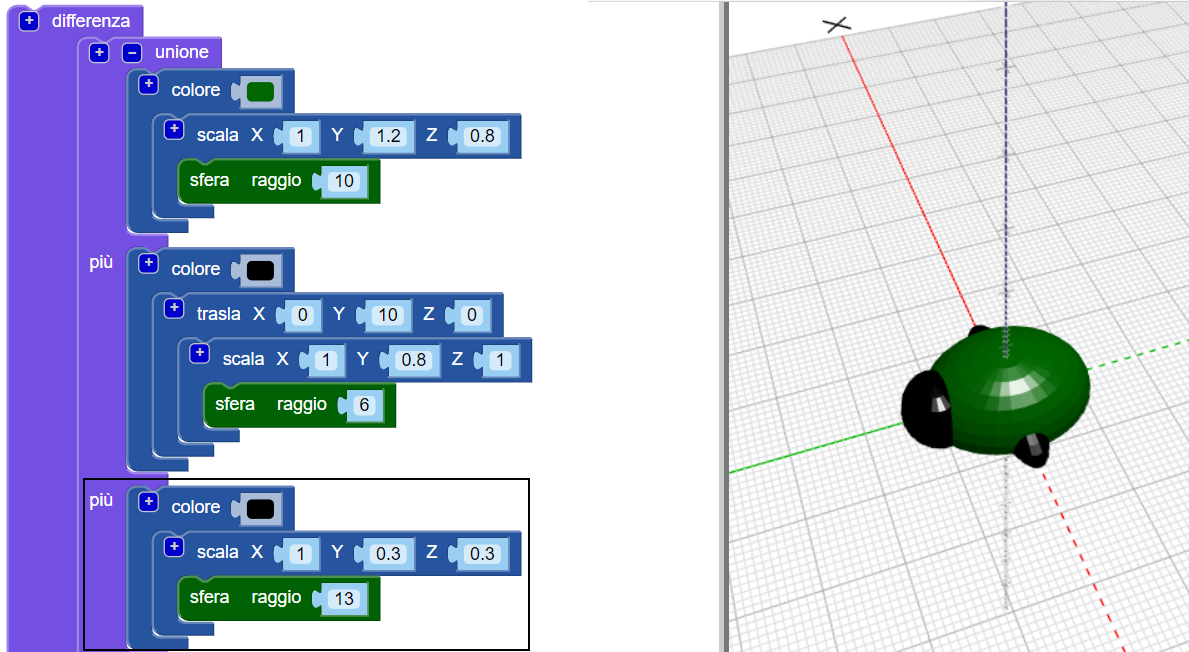 + differenza
+ − unione
+ colore
+ scala X 1 Y 1.2 Z 0.8
sfera raggio 10
più + colore
+ trasla X 0 Y 10 Z 0
+ scala X 1 Y 0.8 Z 1
sfera raggio 6
più + colore
+ scala X 1 Y 0.3 Z 0.3
sfera raggio 13
X